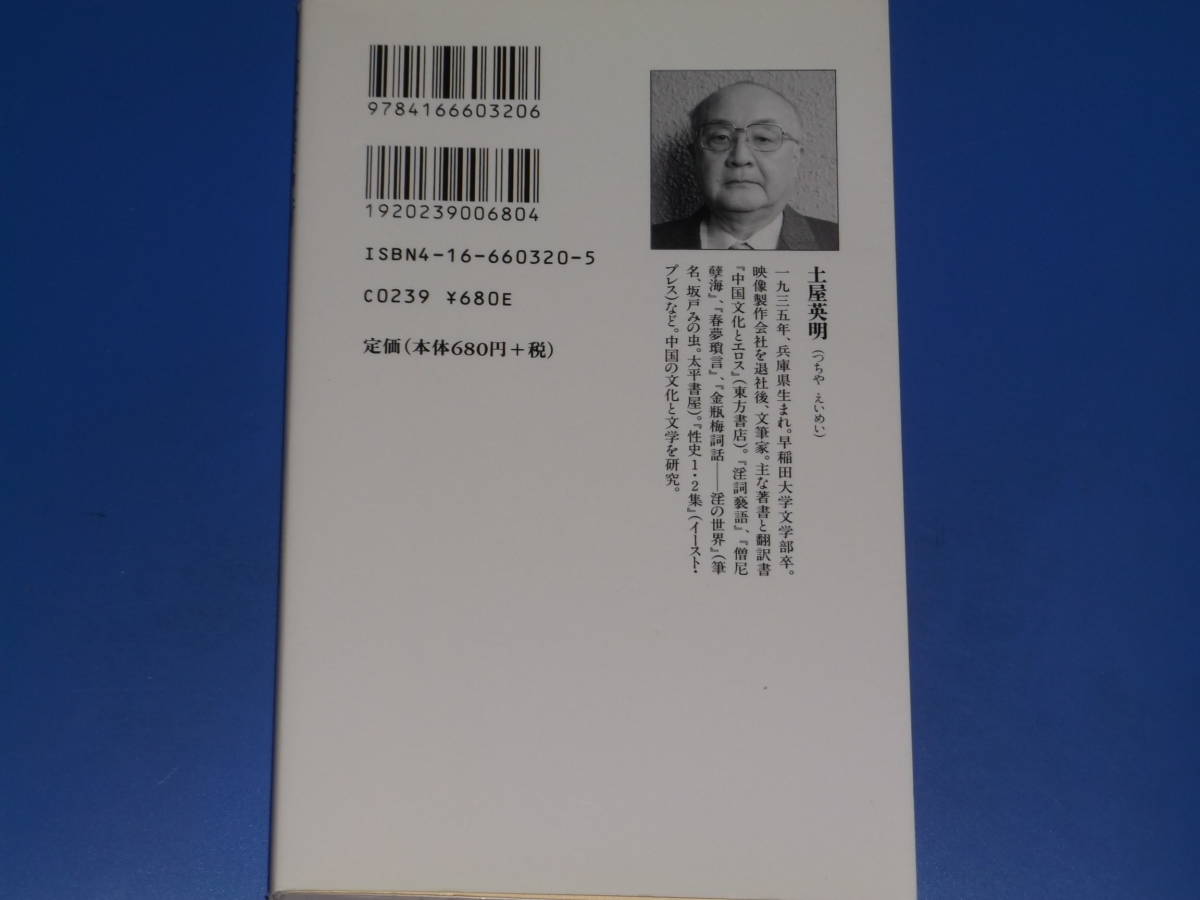 9784166603206
1920239006804
ISBN4-16-660320-5
C0239 ¥680E
定価(本体680円+税)
土屋英明(つちや えいめい)
一九三五年、兵庫県生まれ。早稲田大学文学部卒。
映像製作会社を退社後、文筆家。主な著書と翻訳書
『中国文化とエロス』(東方書店)。『淫詞褻語』、『僧尼
孽海』、『春夢瑣言』、『金瓶梅詞話――淫の世界』(筆
名、坂戸みの虫。太平書屋)。『性史1・2集』(イースト・
プレス)など。中国の文化と文学を研究。